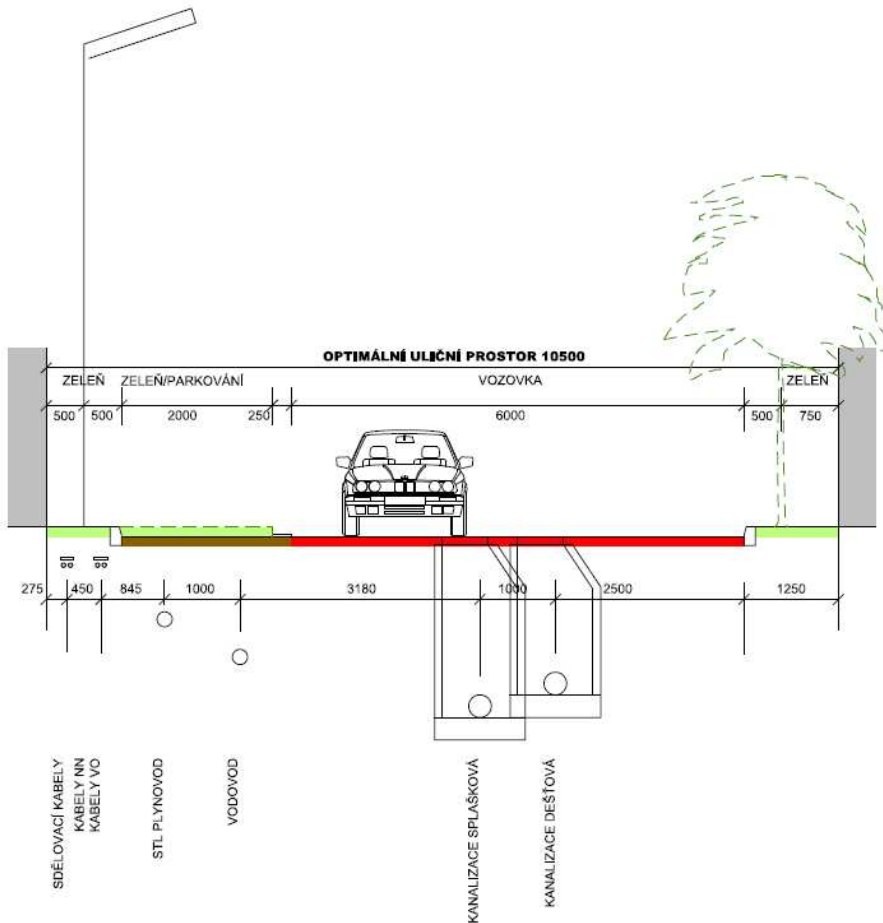 OPTIMÁLNÍ ULIČNÍ PROSTOR 10500
ZELEŇ ZELEŇ/PARKOVÁNÍ VOZOVKA ZELEŇ
500 500 2000 250 6000 500 750
275 450 845 1000 3180 1000 2500 1250
SDĚLOVACÍ KABELY
KABELY NN
KABELY VO
STL PLYNOVOD
VODOVOD
KANALIZACE SPLAŠKOVÁ
KANALIZACE DEŠŤOVÁ